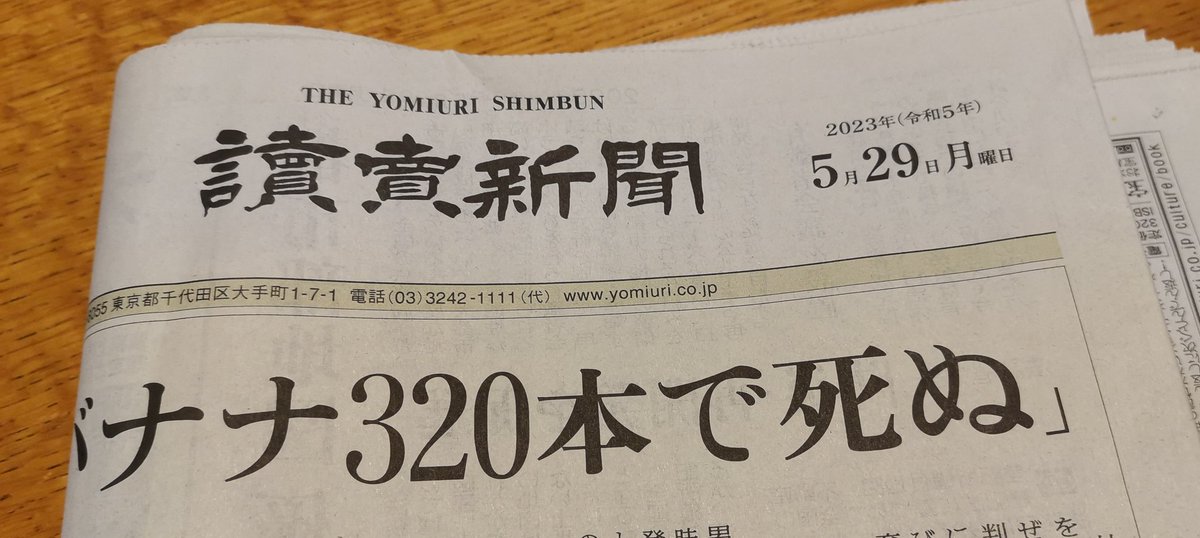 THE YOMIURI SHIMBUN
讀賣新聞
2023年(令和5年)
5月29日月曜日
8055 東京都千代田区大手町1-7-1 電話(03)3242-1111(代) www.yomiuri.co.jp
バナナ320本で死ぬ」